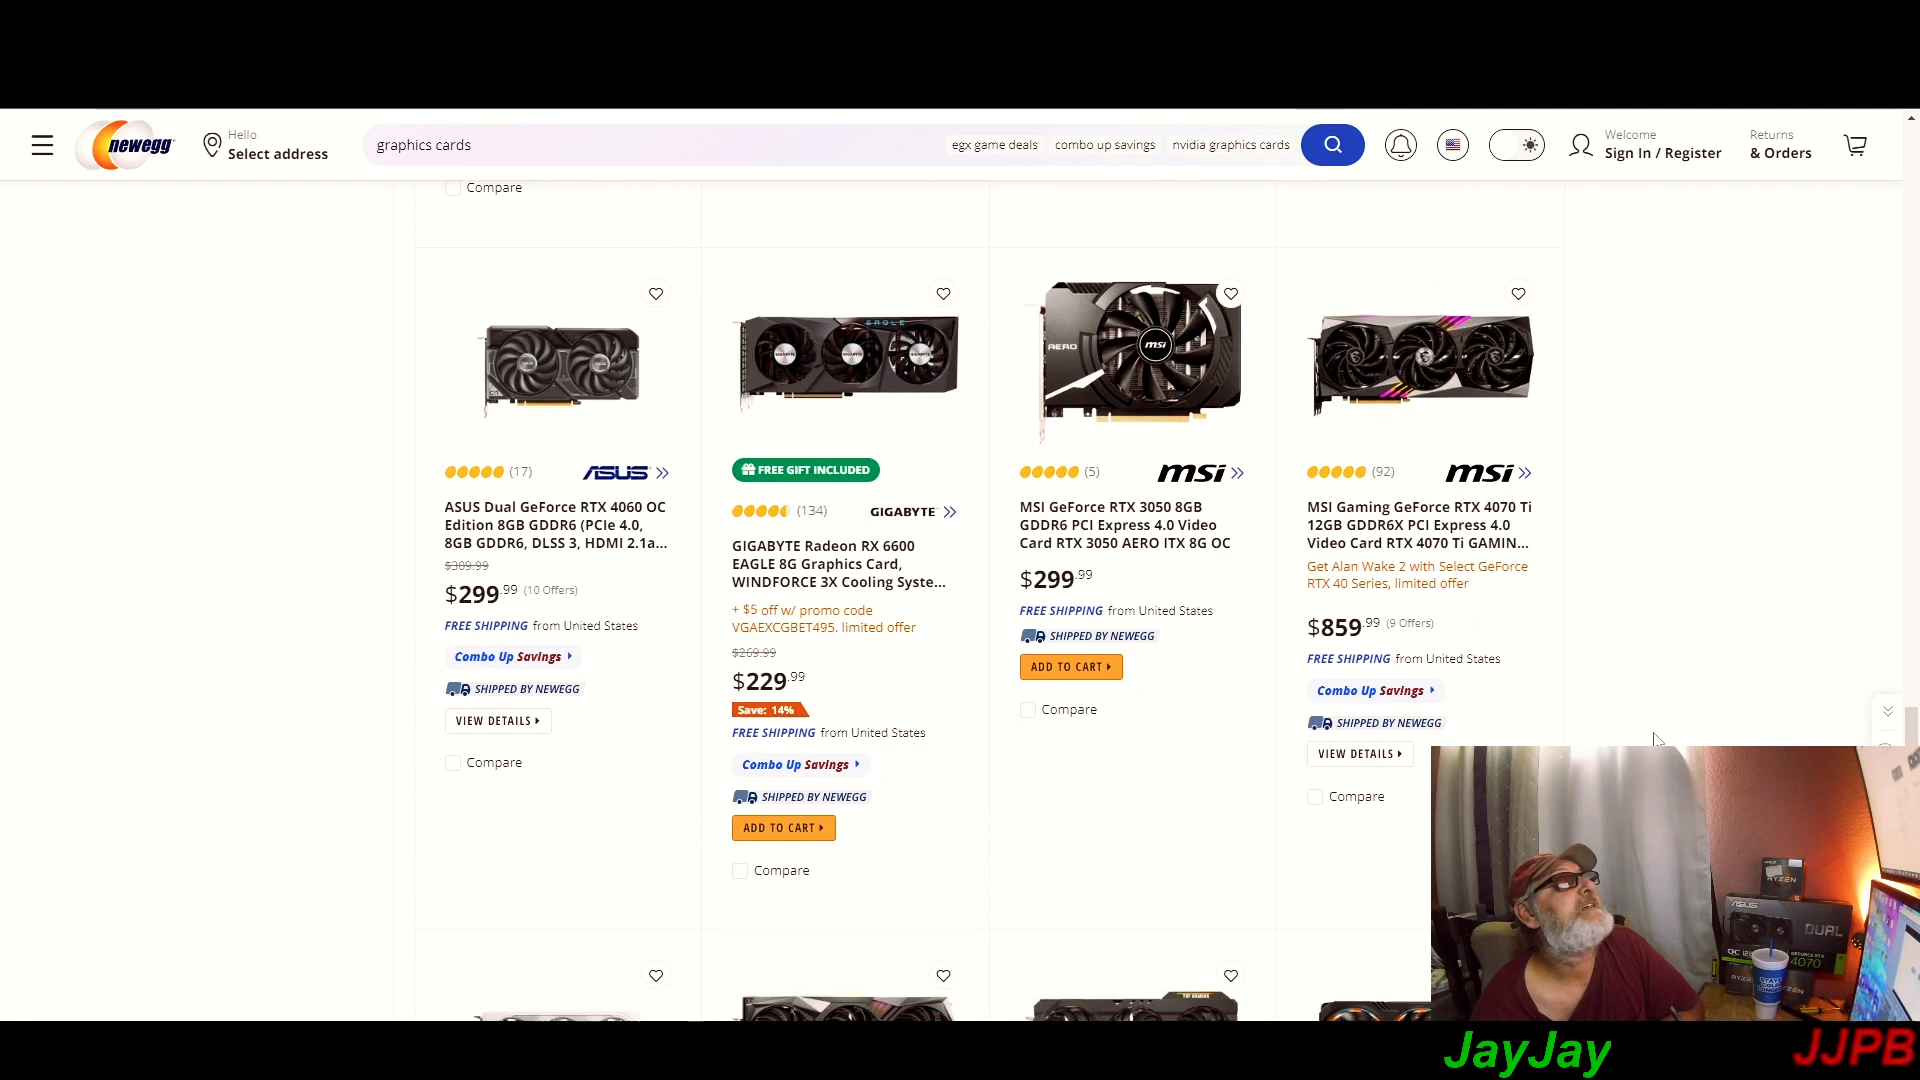 newegg
Hello
Select address
graphics cards
egx game deals
combo up savings
nvidia graphics cards
Welcome
Sign In / Register
Returns
& Orders
Compare
(17)
ASUS
ASUS Dual GeForce RTX 4060 OC
Edition 8GB GDDR6 (PCIe 4.0,
8GB GDDR6, DLSS 3, HDMI 2.1a...
$309.99
$299.99 (10 Offers)
FREE SHIPPING from United States
Combo Up Savings
SHIPPED BY NEWEGG
VIEW DETAILS
Compare
EAGLE
FREE GIFT INCLUDED
(134)
GIGABYTE
GIGABYTE Radeon RX 6600
EAGLE 8G Graphics Card,
WINDFORCE 3X Cooling Syste...
+ $5 off w/ promo code
VGAEXCGBET495. limited offer
$269.99
$229.99
Save: 14%
FREE SHIPPING from United States
Combo Up Savings
SHIPPED BY NEWEGG
ADD TO CART
Compare
AERO
msi
(5)
msi
MSI GeForce RTX 3050 8GB
GDDR6 PCI Express 4.0 Video
Card RTX 3050 AERO ITX 8G OC
$299.99
FREE SHIPPING from United States
SHIPPED BY NEWEGG
ADD TO CART
Compare
(92)
msi
MSI Gaming GeForce RTX 4070 Ti
12GB GDDR6X PCI Express 4.0
Video Card RTX 4070 Ti GAMIN...
Get Alan Wake 2 with Select GeForce
RTX 40 Series, limited offer
$859.99 (9 Offers)
FREE SHIPPING from United States
Combo Up Savings
SHIPPED BY NEWEGG
VIEW DETAILS
Compare
RYZEN
ASUS
DUAL
4070
RYZEN
JayJay
JJPB